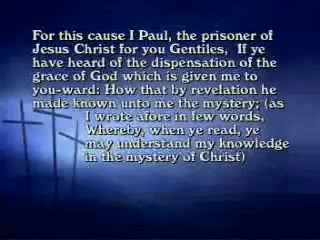 For this cause I Paul, the prisoner of
Jesus Christ for you Gentiles,  If ye
have heard of the dispensation of the
grace of God which is given me to
you-ward: How that by revelation he
made known unto me the mystery; (as
I wrote afore in few words,
Whereby, when ye read, ye
may understand my knowledge
in the mystery of Christ)